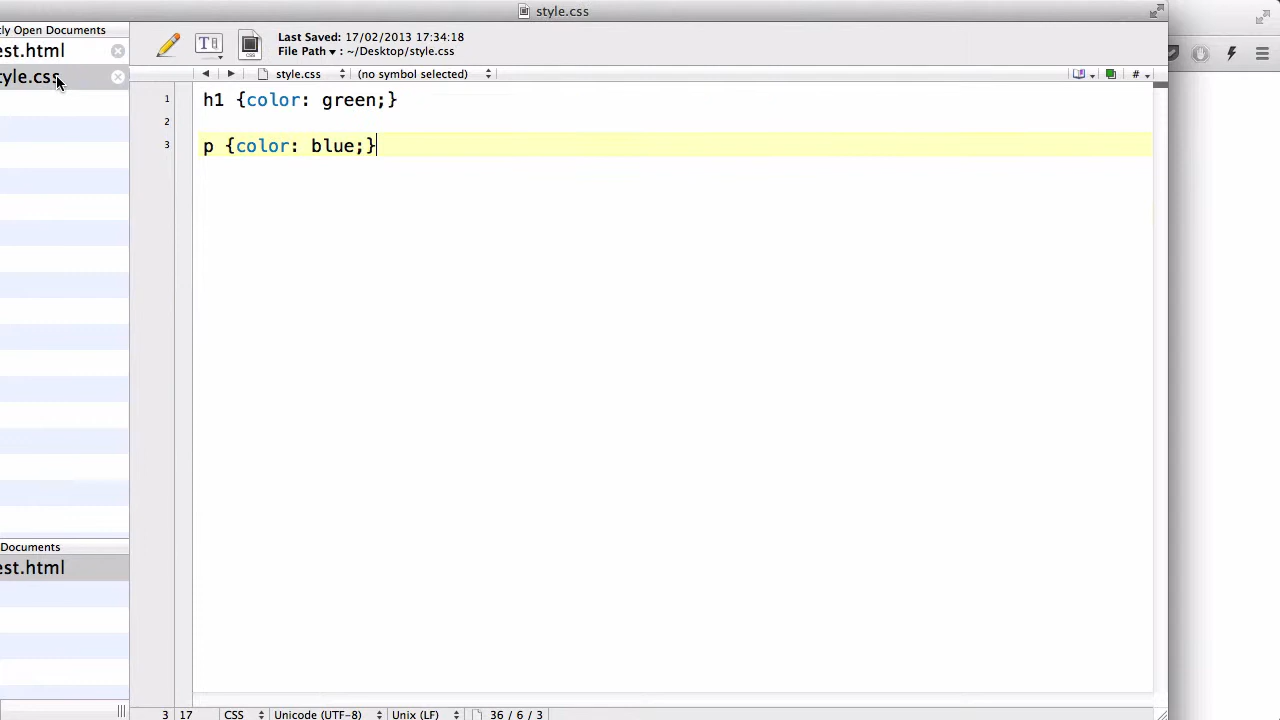 style.css
tly Open Documents
est.html
tyle.css
Documents
est.html
Last Saved: 17/02/2013 17:34:18
File Path ▾ : ~/Desktop/style.css
style.css
(no symbol selected)
#
1 h1 {color: green;}
2
3 p {color: blue;}
3 17 CSS Unicode (UTF-8) Unix (LF) 36 / 6 / 3